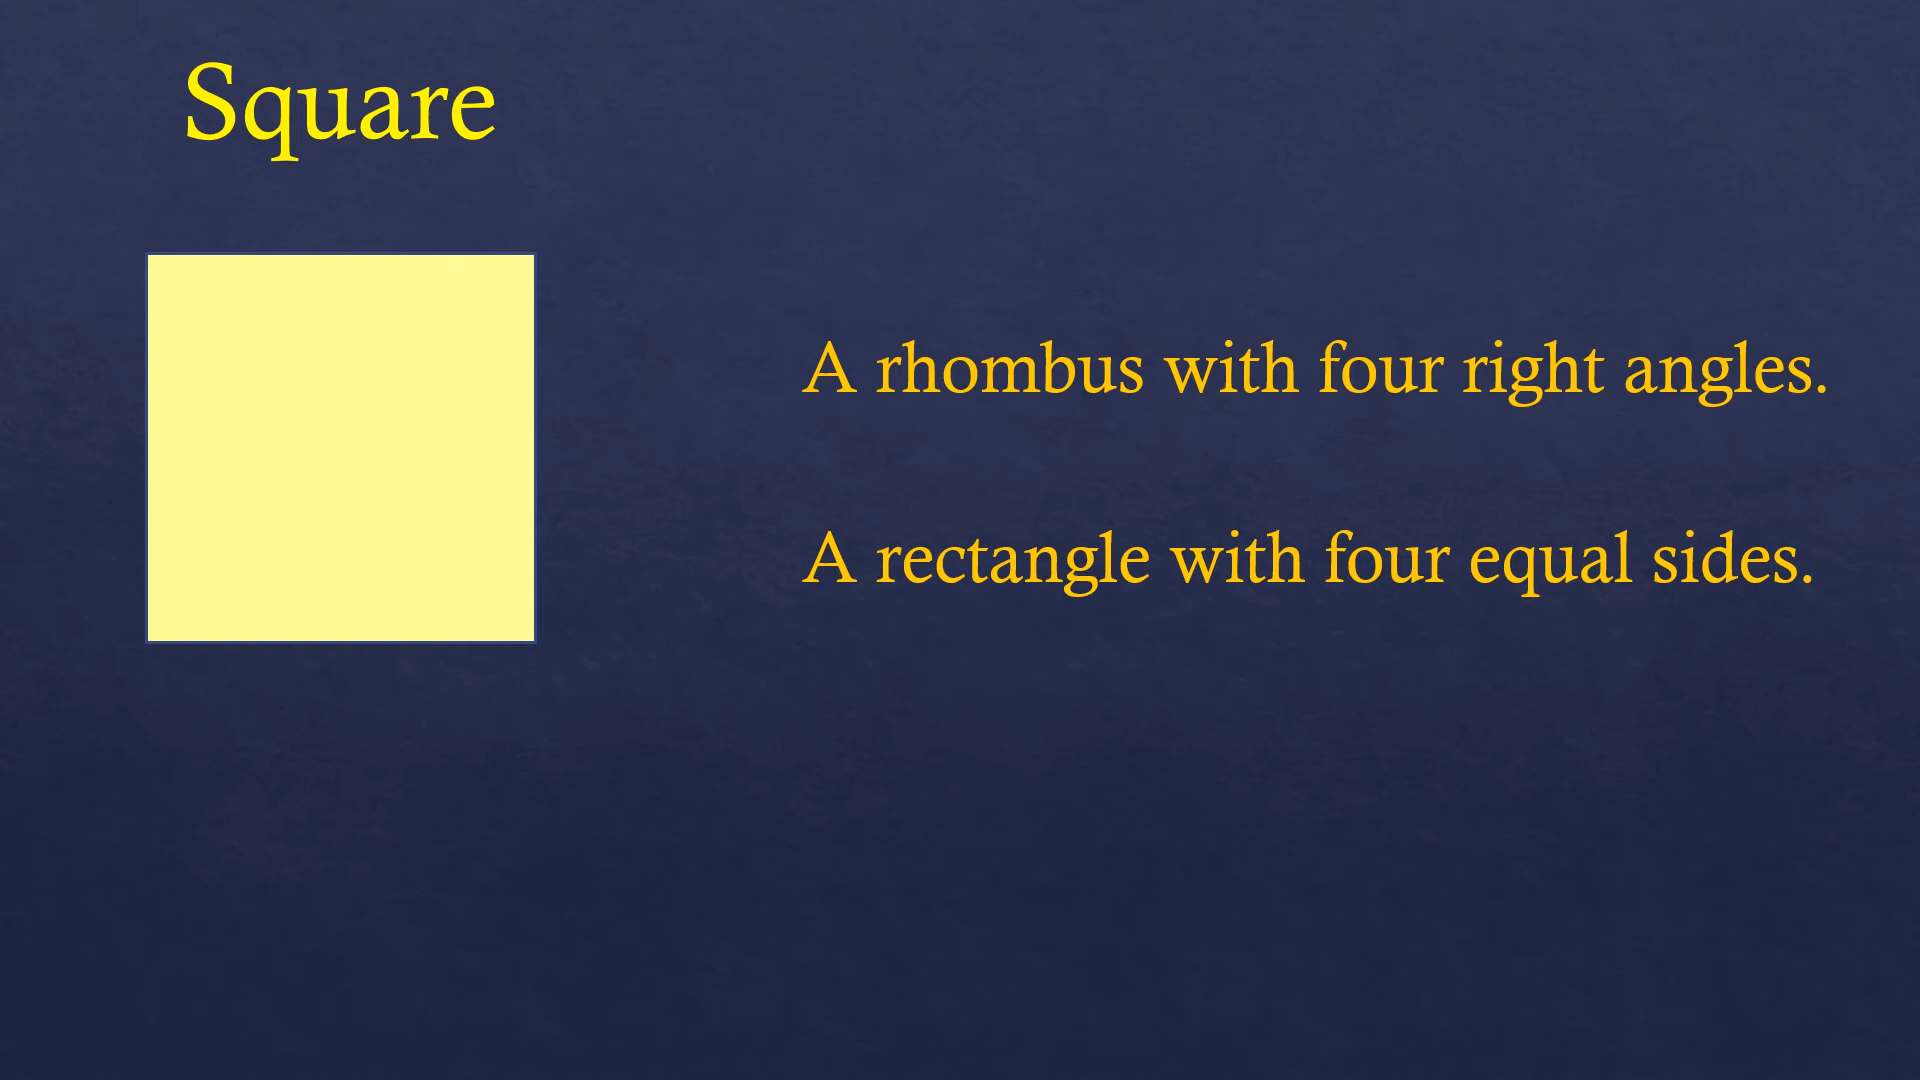 Square
A rhombus with four right angles.
A rectangle with four equal sides.